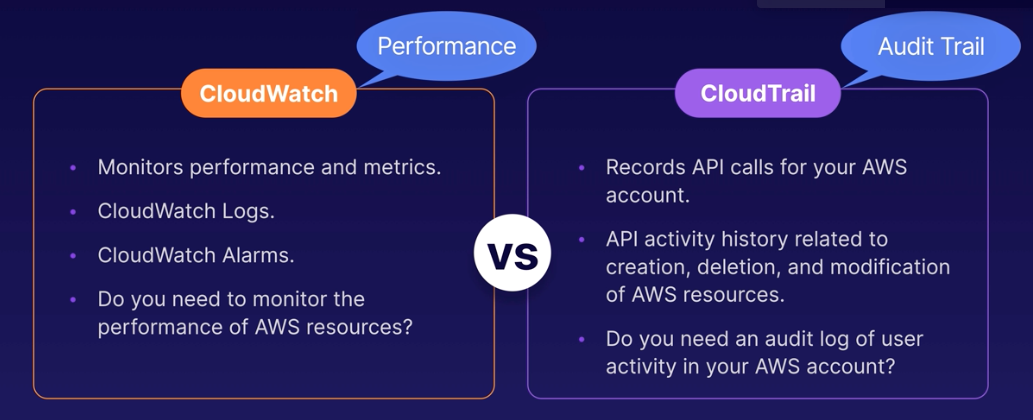 Performance
CloudWatch
• Monitors performance and metrics.
• CloudWatch Logs.
• CloudWatch Alarms.
• Do you need to monitor the
performance of AWS resources?
VS
Audit Trail
CloudTrail
• Records API calls for your AWS
account.
• API activity history related to
creation, deletion, and modification
of AWS resources.
• Do you need an audit log of user
activity in your AWS account?